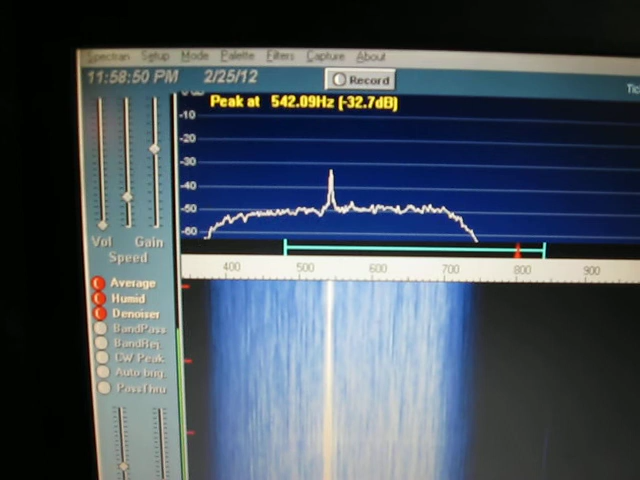 Spectran Setup Mode Palette Filters Capture About
11:58:50 PM 2/25/12
Record
Peak at 542.09Hz (-32.7dB)
-10
-20
-30
-40
-50
-60
Vol Gain
Speed
400 500 600 700 800 900
Average
Humid
Denoiser
BandPass
BandRej.
CW Peak
Auto brig.
PassThru